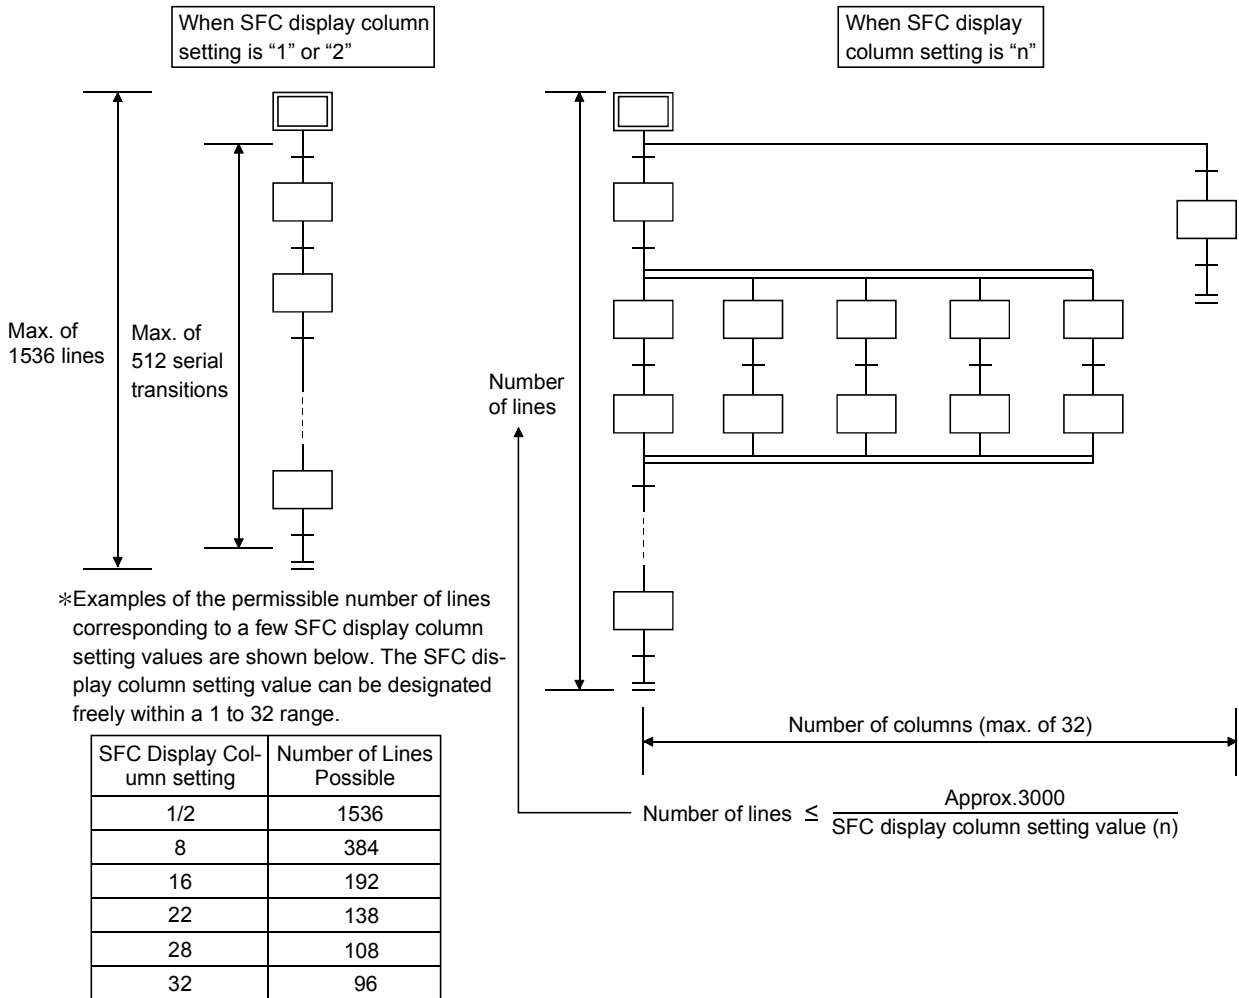 When SFC display column
setting is “1” or “2”
Max. of
1536 lines
Max. of
512 serial
transitions
When SFC display
column setting is “n”
Number
of lines
Number of columns (max. of 32)
Number of lines ≤ Approx.3000
SFC display column setting value (n)
*Examples of the permissible number of lines
corresponding to a few SFC display column
setting values are shown below. The SFC dis-
play column setting value can be designated
freely within a 1 to 32 range.
SFC Display Col-
umn setting
Number of Lines
Possible
1/2 1536
8 384
16 192
22 138
28 108
32 96